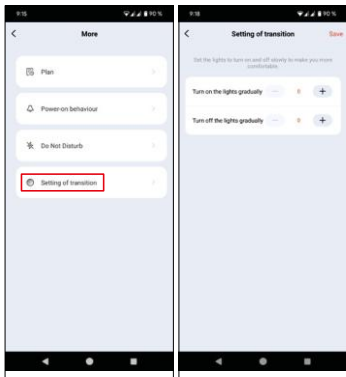 9:15
90 %
More
Plan
Power-on behaviour
Do Not Disturb
Setting of transition
9:16
90 %
Setting of transition
Save
Set the lights to turn on and off slowly to make you more
comfortable.
Turn on the lights gradually — 0 +
Turn off the lights gradually — 0 +